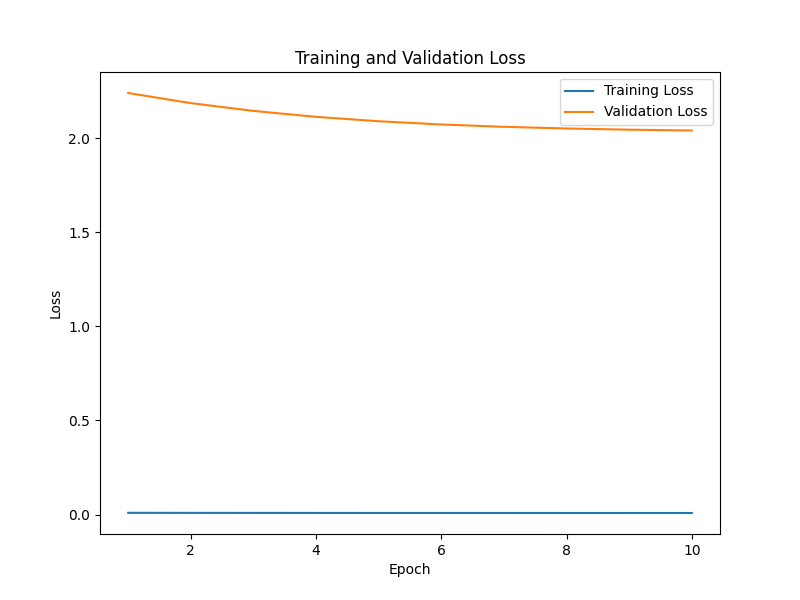 Training and Validation Loss
Training Loss
Validation Loss
2.0
1.5
1.0
0.5
0.0
Loss
2 4 6 8 10
Epoch